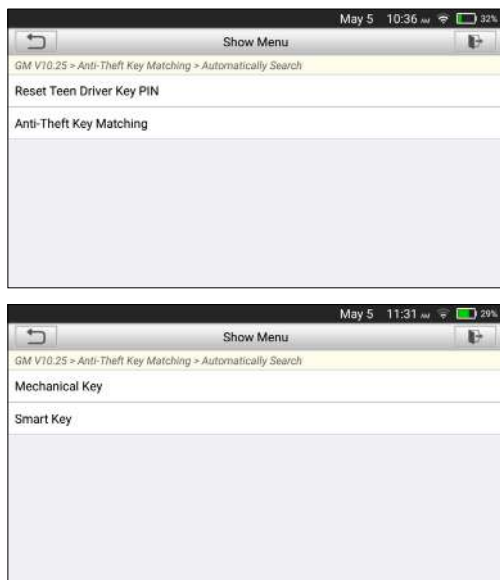 May 5 10:36 AM 32%
Show Menu
GM V10.25 > Anti-Theft Key Matching > Automatically Search
Reset Teen Driver Key PIN
Anti-Theft Key Matching
May 5 11:31 AM 29%
Show Menu
GM V10.25 > Anti-Theft Key Matching > Automatically Search
Mechanical Key
Smart Key